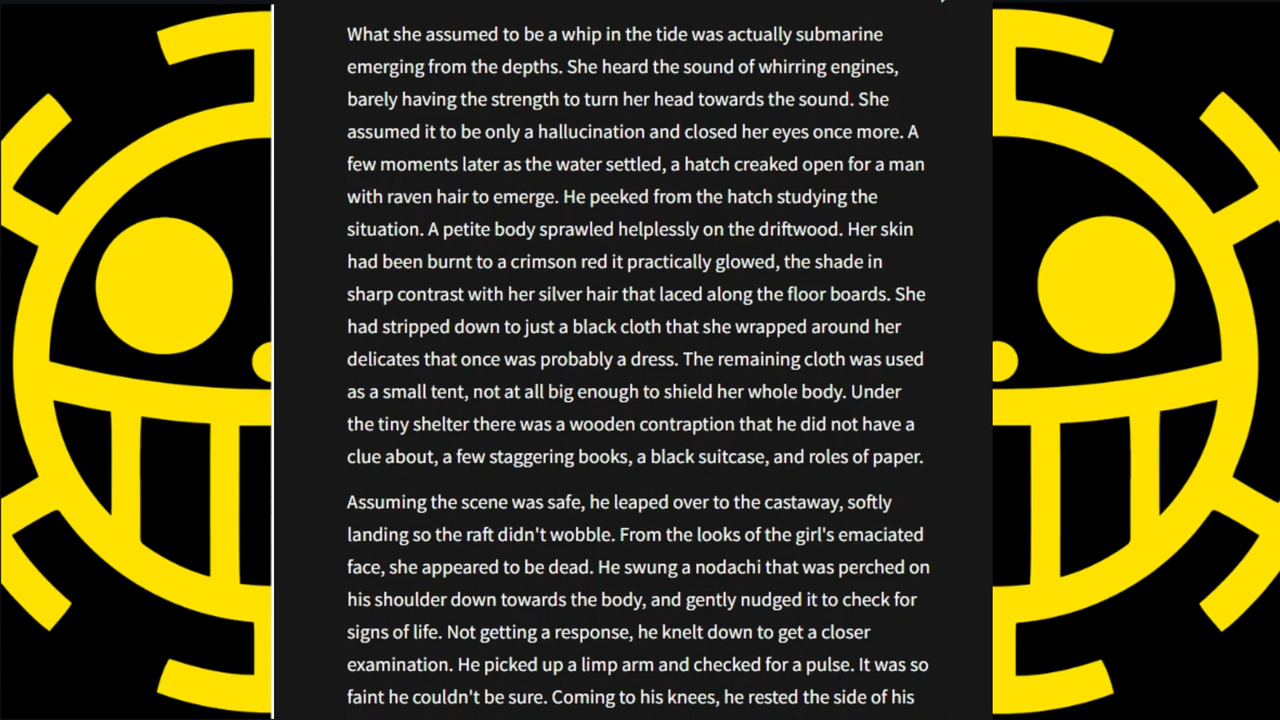 What she assumed to be a whip in the tide was actually submarine
emerging from the depths. She heard the sound of whirring engines,
barely having the strength to turn her head towards the sound. She
assumed it to be only a hallucination and closed her eyes once more. A
few moments later as the water settled, a hatch creaked open for a man
with raven hair to emerge. He peeked from the hatch studying the
situation. A petite body sprawled helplessly on the driftwood. Her skin
had been burnt to a crimson red it practically glowed, the shade in
sharp contrast with her silver hair that laced along the floor boards. She
had stripped down to just a black cloth that she wrapped around her
delicates that once was probably a dress. The remaining cloth was used
as a small tent, not at all big enough to shield her whole body. Under
the tiny shelter there was a wooden contraption that he did not have a
clue about, a few staggering books, a black suitcase, and roles of paper.
Assuming the scene was safe, he leaped over to the castaway, softly
landing so the raft didn't wobble. From the looks of the girl's emaciated
face, she appeared to be dead. He swung a nodachi that was perched on
his shoulder down towards the body, and gently nudged it to check for
signs of life. Not getting a response, he knelt down to get a closer
examination. He picked up a limp arm and checked for a pulse. It was so
faint he couldn't be sure. Coming to his knees, he rested the side of his